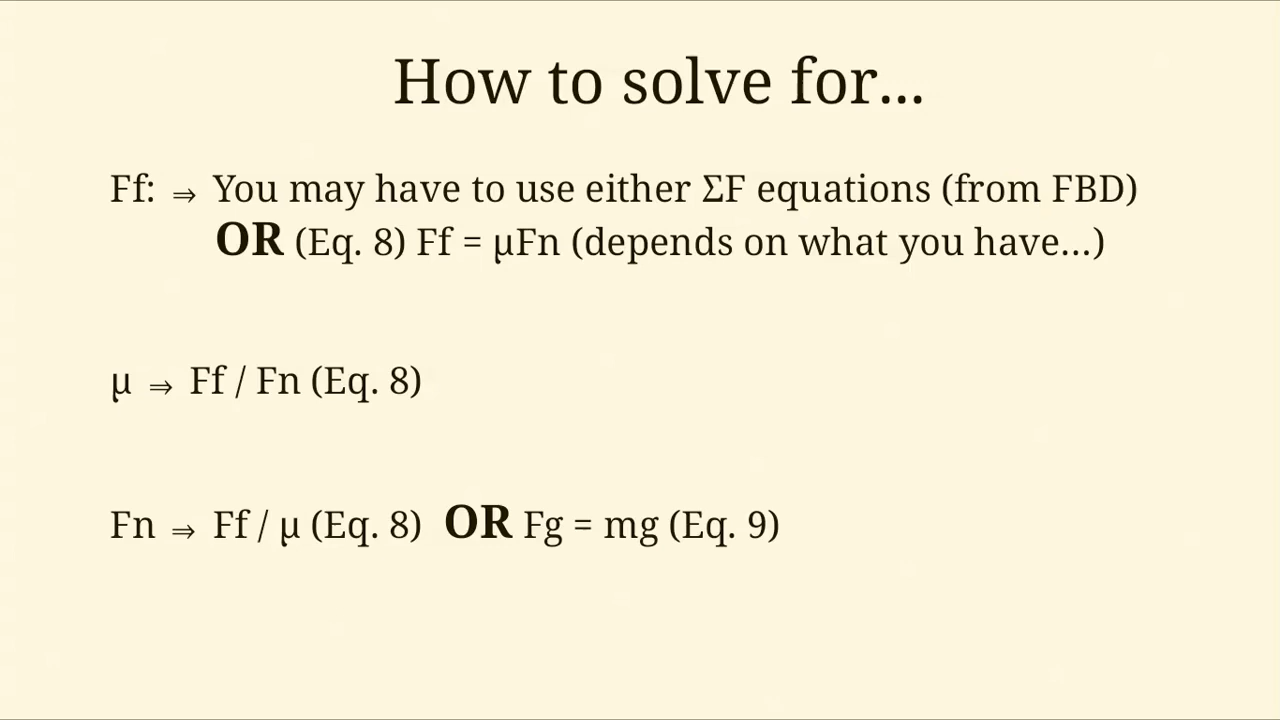 How to solve for...
Ff: ⇒ You may have to use either ΣF equations (from FBD)
OR (Eq. 8) Ff = μFn (depends on what you have...)
μ ⇒ Ff / Fn (Eq. 8)
Fn ⇒ Ff / μ (Eq. 8) OR Fg = mg (Eq. 9)